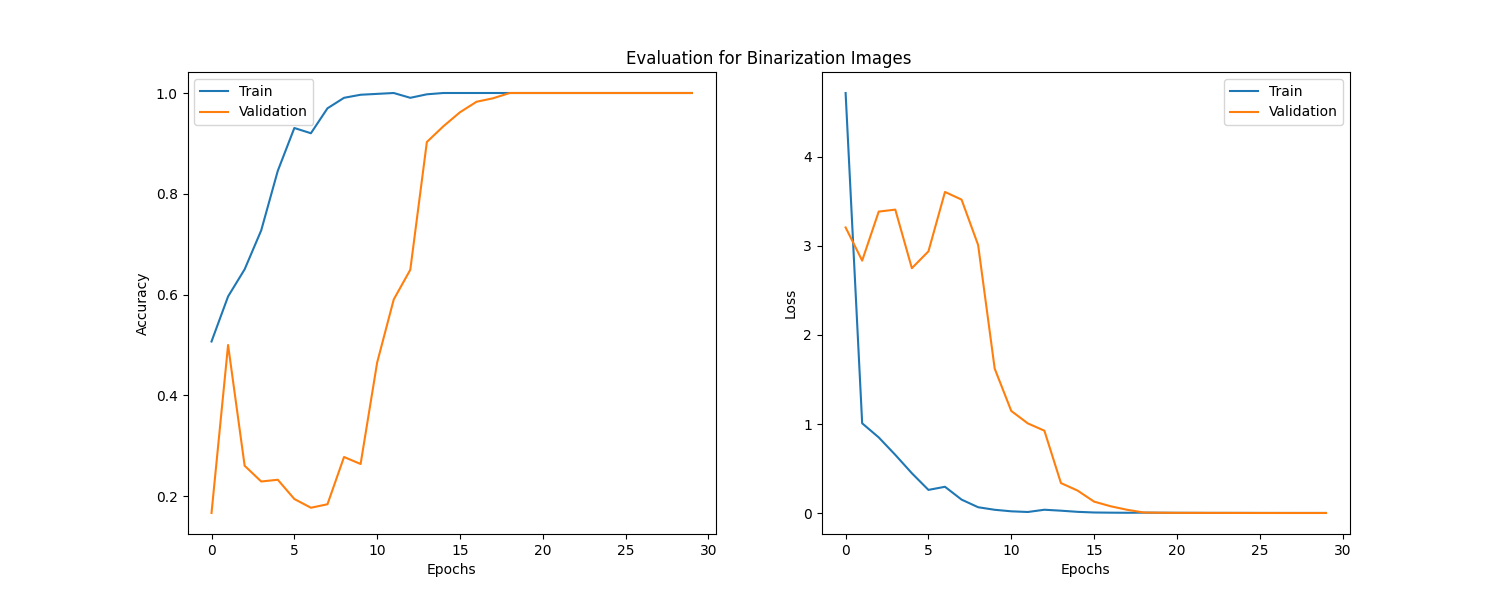 Evaluation for Binarization Images
Train
Validation
1.0
0.8
0.6
0.4
0.2
Accuracy
0 5 10 15 20 25 30
Epochs
Train
Validation
4
3
2
1
0
Loss
0 5 10 15 20 25 30
Epochs